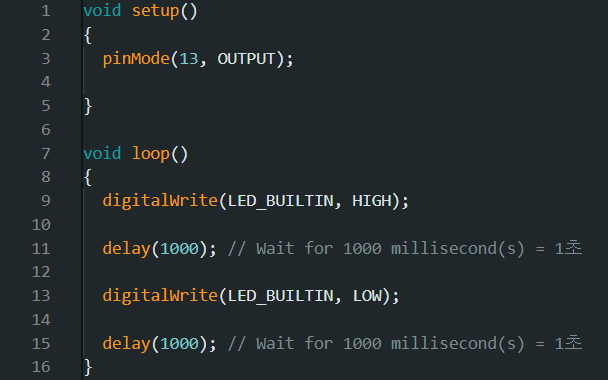 1 void setup()
2 {
3   pinMode(13, OUTPUT);
4
5 }
6
7 void loop()
8 {
9   digitalWrite(LED_BUILTIN, HIGH);
10
11   delay(1000); // Wait for 1000 millisecond(s) = 1초
12
13   digitalWrite(LED_BUILTIN, LOW);
14
15   delay(1000); // Wait for 1000 millisecond(s) = 1초
16 }